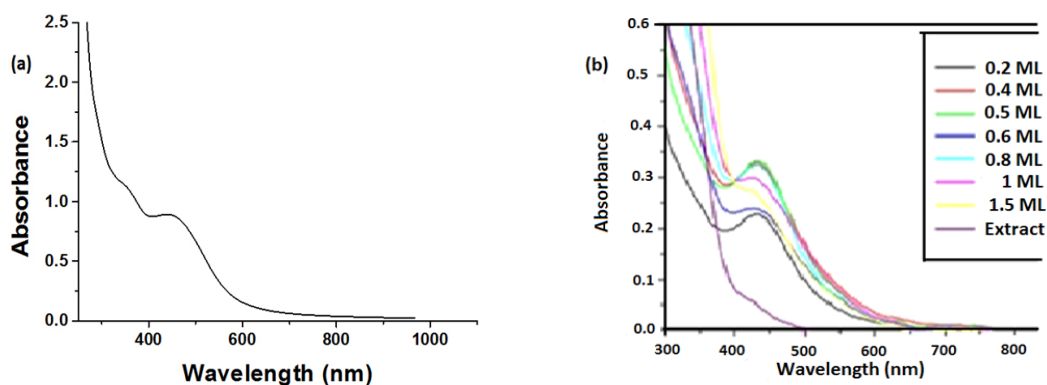 (a)
Absorbance
2.5
2.0
1.5
1.0
0.5
0.0
400 600 800 1000
Wavelength (nm)
(b)
Absorbance
0.6
0.5
0.4
0.3
0.2
0.1
0.0
300 400 500 600 700 800
Wavelength (nm)
0.2 ML
0.4 ML
0.5 ML
0.6 ML
0.8 ML
1 ML
1.5 ML
Extract